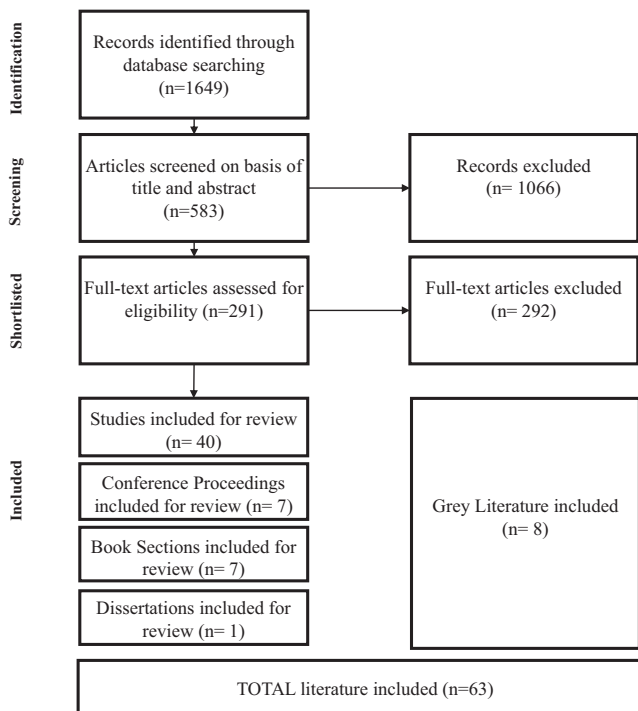 Identification
Records identified through
database searching
(n=1649)
Screening
Articles screened on basis of
title and abstract
(n=583)
Records excluded
(n= 1066)
Shortlisted
Full-text articles assessed for
eligibility (n=291)
Full-text articles excluded
(n= 292)
Included
Studies included for review
(n= 40)
Conference Proceedings
included for review (n= 7)
Book Sections included for
review (n= 7)
Dissertations included for
review (n= 1)
Grey Literature included
(n= 8)
TOTAL literature included (n=63)